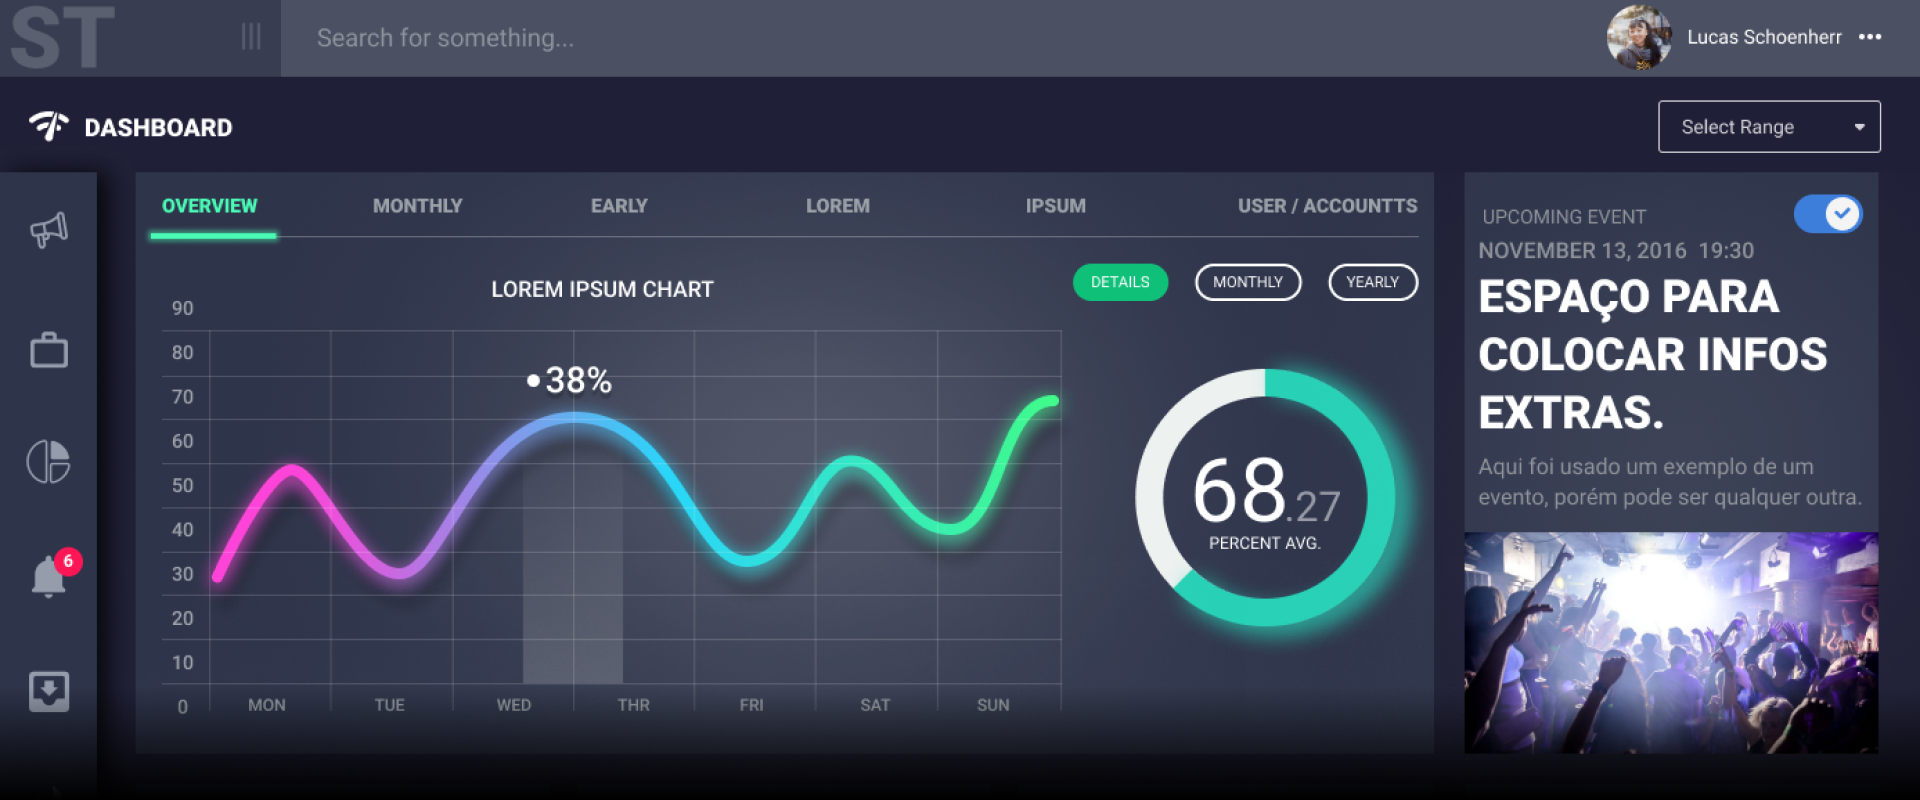 ST
Search for something...
Lucas Schoenherr
DASHBOARD
Select Range
OVERVIEW MONTHLY EARLY LOREM IPSUM USER / ACCOUNTTS
LOREM IPSUM CHART
DETAILS MONTHLY YEARLY
90
80
38%
70
60
50
40
30
20
10
0
MON TUE WED THR FRI SAT SUN
68.27
PERCENT AVG.
6
UPCOMING EVENT
NOVEMBER 13, 2016 19:30
ESPAÇO PARA
COLOCAR INFOS
EXTRAS.
Aqui foi usado um exemplo de um
evento, porém pode ser qualquer outra.